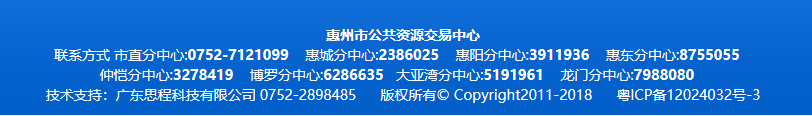 惠州市公共资源交易中心
联系方式 市直分中心:0752-7121099 惠城分中心:2386025 惠阳分中心:3911936 惠东分中心:8755055
仲恺分中心:3278419 博罗分中心:6286635 大亚湾分中心:5191961 龙门分中心:7988080
技术支持：广东思程科技有限公司 0752-2898485 版权所有© Copyright2011-2018 粤ICP备12024032号-3